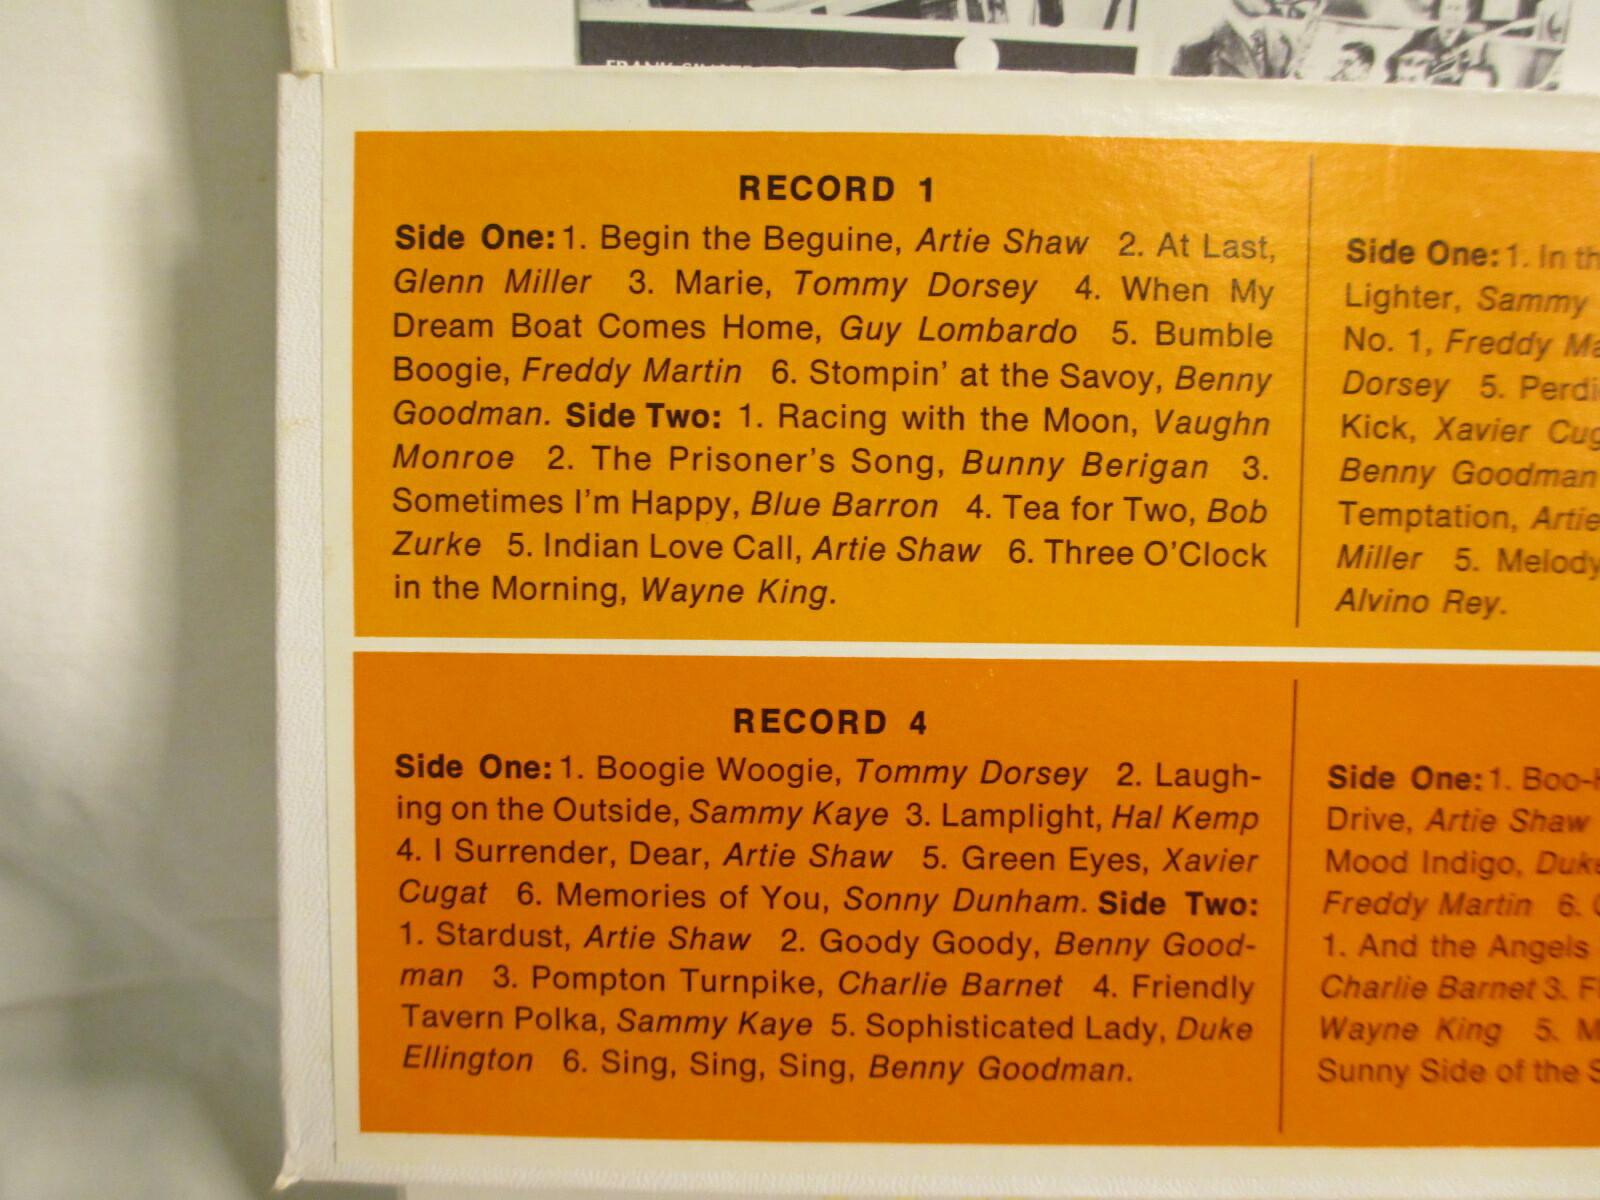 RECORD 1
Side One: 1. Begin the Beguine, Artie Shaw 2. At Last,
Glenn Miller 3. Marie, Tommy Dorsey 4. When My
Dream Boat Comes Home, Guy Lombardo 5. Bumble
Boogie, Freddy Martin 6. Stompin' at the Savoy, Benny
Goodman. Side Two: 1. Racing with the Moon, Vaughn
Monroe 2. The Prisoner's Song, Bunny Berigan 3.
Sometimes I'm Happy, Blue Barron 4. Tea for Two, Bob
Zurke 5. Indian Love Call, Artie Shaw 6. Three O'Clock
in the Morning, Wayne King.
Side One: 1. In
Lighter, Sammy
No. 1, Freddy
Dorsey 5.
Kick, Xavier
Benny Goodman
Temptation, Artie
Miller 5. Melody
Alvino Rey.
RECORD 4
Side One: 1. Boogie Woogie, Tommy Dorsey 2. Laugh-
ing on the Outside, Sammy Kaye 3. Lamplight, Hal Kemp
4. I Surrender, Dear, Artie Shaw 5. Green Eyes, Xavier
Cugat 6. Memories of You, Sonny Dunham. Side Two:
1. Stardust, Artie Shaw 2. Goody Goody, Benny Good-
man 3. Pompton Turnpike, Charlie Barnet 4. Friendly
Tavern Polka, Sammy Kaye 5. Sophisticated Lady, Duke
Ellington 6. Sing, Sing, Sing, Benny Goodman.
Side One: 1.
Drive, Artie Shaw
Mood Indigo, Duke
Freddy Martin 6.
1. And the Angels
Charlie Barnet 3.
Wayne King 5.
Sunny Side of the